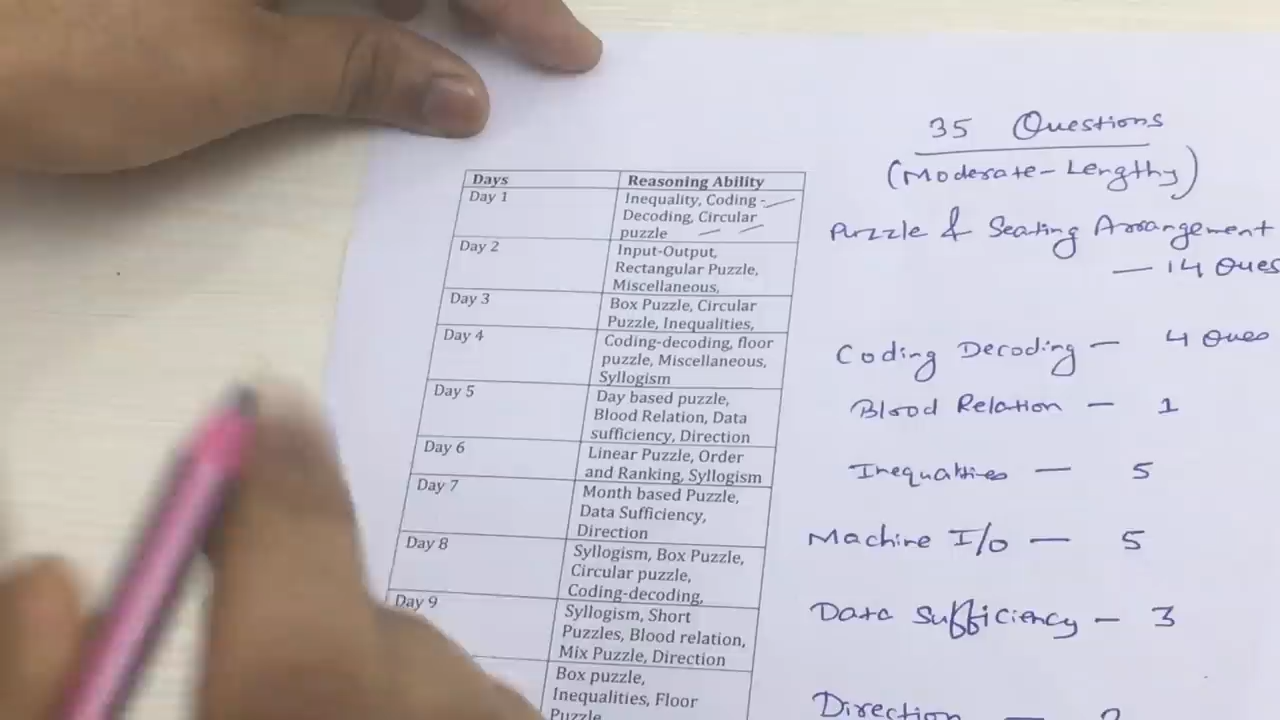 35 Questions
(Moderate-Lengthy)
Days Reasoning Ability
Day 1 Inequality, Coding -
Decoding, Circular
puzzle
Day 2 Input-Output,
Rectangular Puzzle,
Miscellaneous,
Day 3 Box Puzzle, Circular
Puzzle, Inequalities,
Day 4 Coding-decoding, floor
puzzle, Miscellaneous,
Syllogism
Day 5 Day based puzzle,
Blood Relation, Data
sufficiency, Direction
Day 6 Linear Puzzle, Order
and Ranking, Syllogism
Day 7 Month based Puzzle,
Data Sufficiency,
Direction
Day 8 Syllogism, Box Puzzle,
Circular puzzle,
Coding-decoding,
Day 9 Syllogism, Short
Puzzles, Blood relation,
Mix Puzzle, Direction
Box puzzle,
Inequalities, Floor
Puzzle
Puzzle & Seating Arrangement
— 14 Ques
Coding Decoding — 4 Ques
Blood Relation — 1
Inequalties — 5
Machine I/o — 5
Data Sufficiency — 3
Direction —